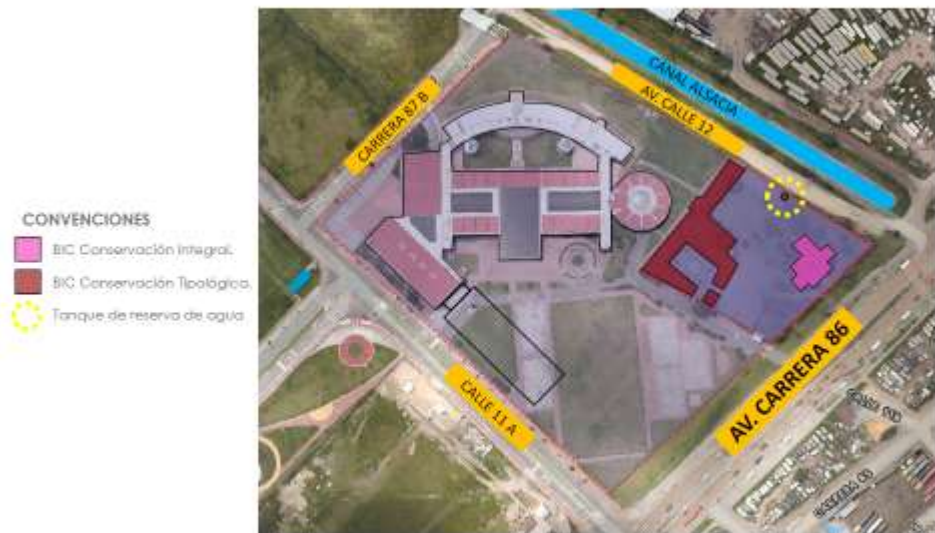 CONVENCIONES
BIC Conservación Integral.
BIC Conservación Tipológica.
Tanque de reserva de agua
CANAL ALSACIA
AV. CALLE 12
CARRERA 87 B
CALLE 11 A
AV. CARRERA 86